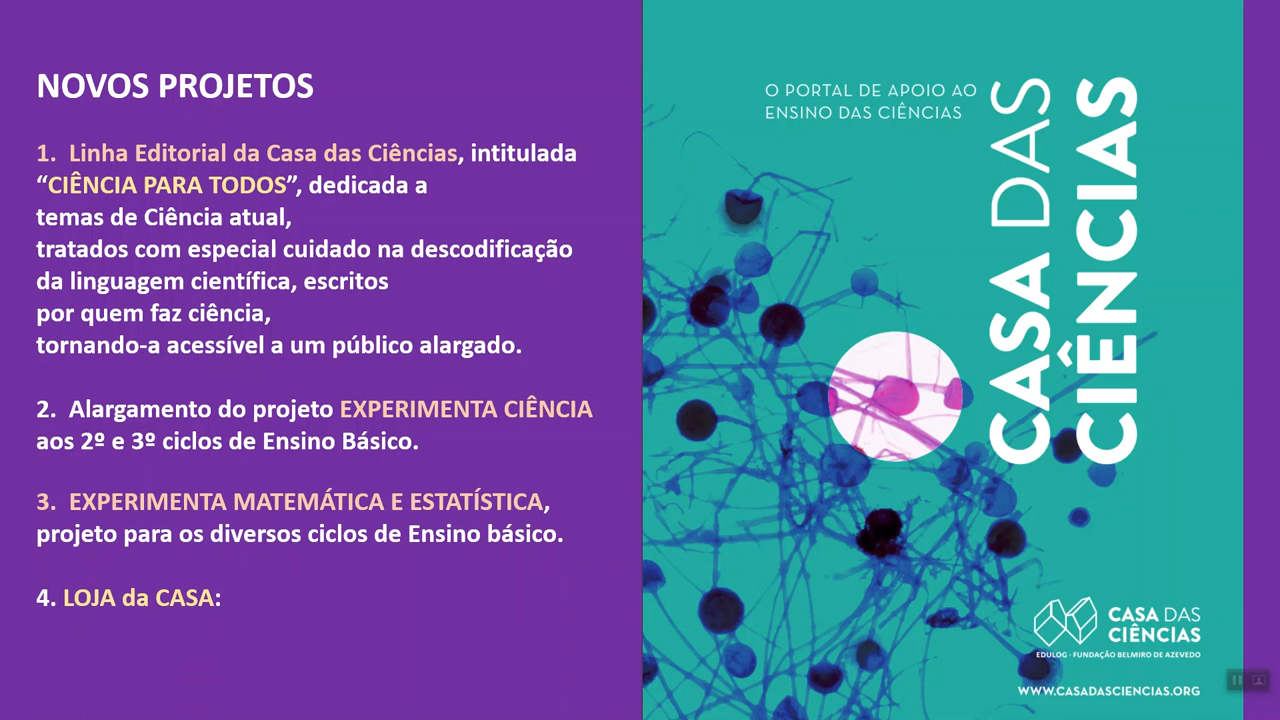 NOVOS PROJETOS
1. Linha Editorial da Casa das Ciências, intitulada
“CIÊNCIA PARA TODOS”, dedicada a
temas de Ciência atual,
tratados com especial cuidado na descodificação
da linguagem científica, escritos
por quem faz ciência,
tornando-a acessível a um público alargado.
2. Alargamento do projeto EXPERIMENTA CIÊNCIA
aos 2º e 3º ciclos de Ensino Básico.
3. EXPERIMENTA MATEMÁTICA E ESTATÍSTICA,
projeto para os diversos ciclos de Ensino básico.
4. LOJA da CASA:
O PORTAL DE APOIO AO
ENSINO DAS CIÊNCIAS
CASA DAS
CIÊNCIAS
CASA DAS
CIÊNCIAS
EDULOG · FUNDAÇÃO BELMIRO DE AZEVEDO
WWW.CASADASCIENCIAS.ORG